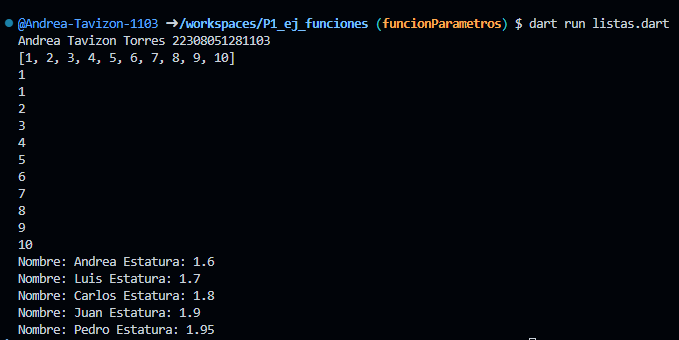 @Andrea-Tavizon-1103 ➜/workspaces/P1_ej_funciones (funcionParametros) $ dart run listas.dart
Andrea Tavizon Torres 22308051281103
[1, 2, 3, 4, 5, 6, 7, 8, 9, 10]
1
1
2
3
4
5
6
7
8
9
10
Nombre: Andrea Estatura: 1.6
Nombre: Luis Estatura: 1.7
Nombre: Carlos Estatura: 1.8
Nombre: Juan Estatura: 1.9
Nombre: Pedro Estatura: 1.95